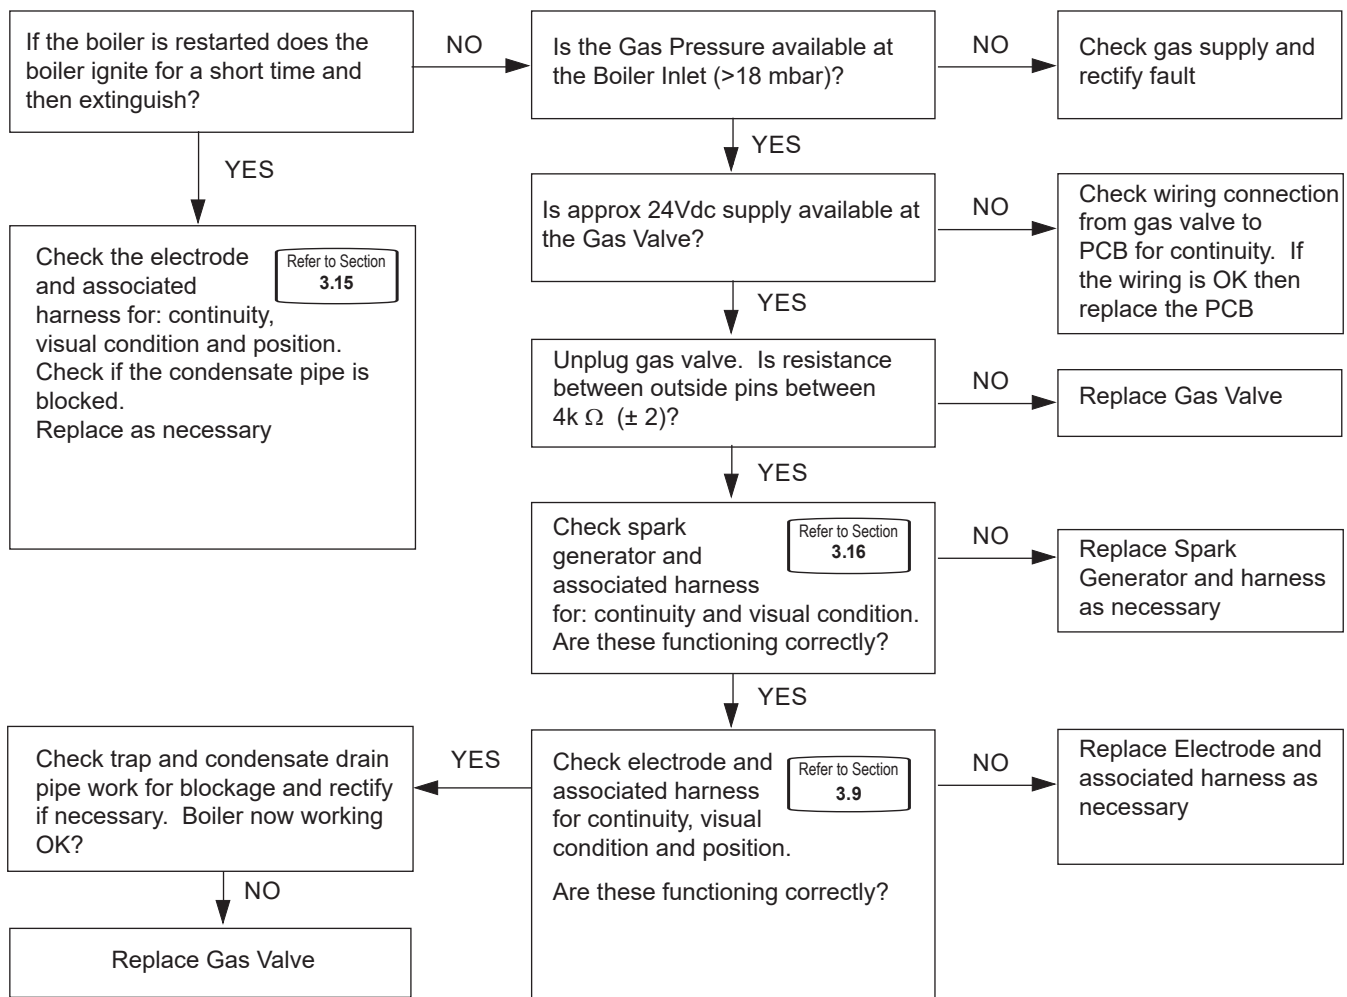 If the boiler is restarted does the
boiler ignite for a short time and
then extinguish?
NO
Is the Gas Pressure available at
the Boiler Inlet (>18 mbar)?
NO
Check gas supply and
rectify fault
YES
YES
Check the electrode
and associated
harness for: continuity,
visual condition and position.
Check if the condensate pipe is
blocked.
Replace as necessary
Refer to Section
3.15
Is approx 24Vdc supply available at
the Gas Valve?
NO
Check wiring connection
from gas valve to
PCB for continuity.  If
the wiring is OK then
replace the PCB
YES
Unplug gas valve.  Is resistance
between outside pins between
4k Ω  (± 2)?
NO
Replace Gas Valve
YES
Check spark
generator and
associated harness
for: continuity and visual condition.
Are these functioning correctly?
Refer to Section
3.16
NO
Replace Spark
Generator and harness
as necessary
YES
Check electrode and
associated harness
for continuity, visual
condition and position.
Are these functioning correctly?
Refer to Section
3.9
NO
Replace Electrode and
associated harness as
necessary
YES
Check trap and condensate drain
pipe work for blockage and rectify
if necessary.  Boiler now working
OK?
NO
Replace Gas Valve